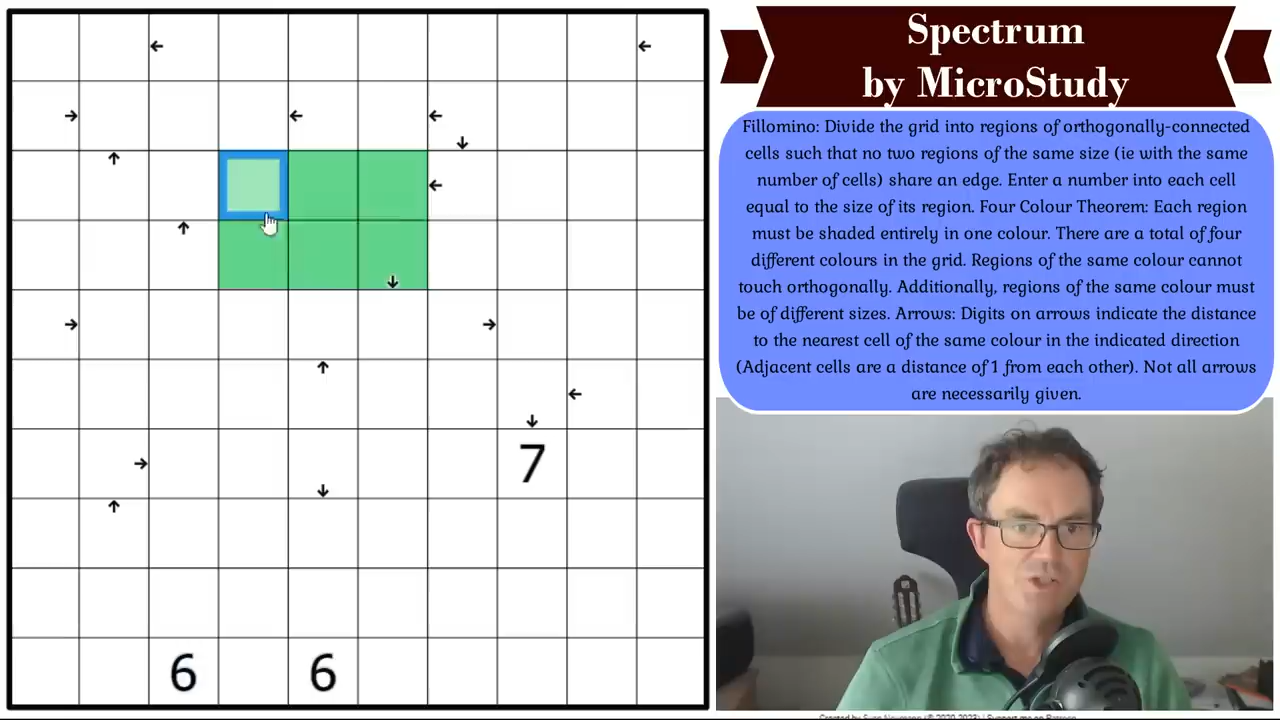 Spectrum
by MicroStudy
Fillomino: Divide the grid into regions of orthogonally-connected
cells such that no two regions of the same size (ie with the same
number of cells) share an edge. Enter a number into each cell
equal to the size of its region. Four Colour Theorem: Each region
must be shaded entirely in one colour. There are a total of four
different colours in the grid. Regions of the same colour cannot
touch orthogonally. Additionally, regions of the same colour must
be of different sizes. Arrows: Digits on arrows indicate the distance
to the nearest cell of the same colour in the indicated direction
(Adjacent cells are a distance of 1 from each other). Not all arrows
are necessarily given.
7
6 6